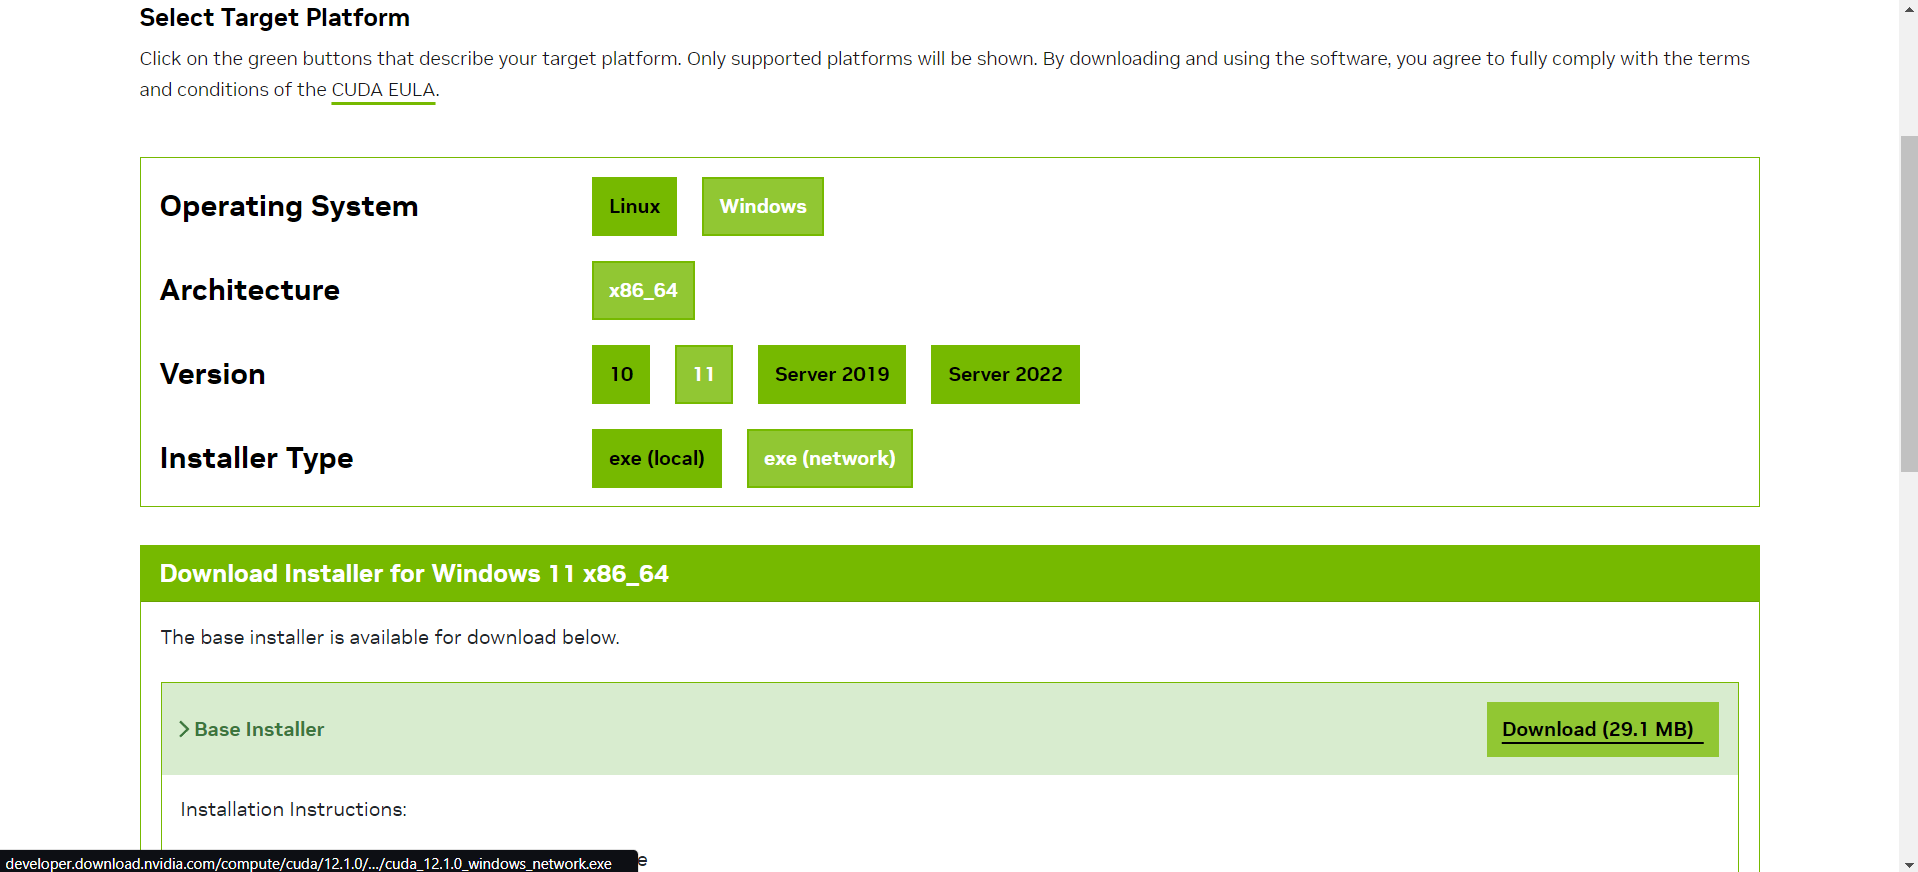 Select Target Platform
Click on the green buttons that describe your target platform. Only supported platforms will be shown. By downloading and using the software, you agree to fully comply with the terms
and conditions of the CUDA EULA.
Operating System
Linux
Windows
Architecture
x86_64
Version
10
11
Server 2019
Server 2022
Installer Type
exe (local)
exe (network)
Download Installer for Windows 11 x86_64
The base installer is available for download below.
Base Installer
Download (29.1 MB)
Installation Instructions:
developer.download.nvidia.com/compute/cuda/12.1.0/.../cuda_12.1.0_windows_network.exe